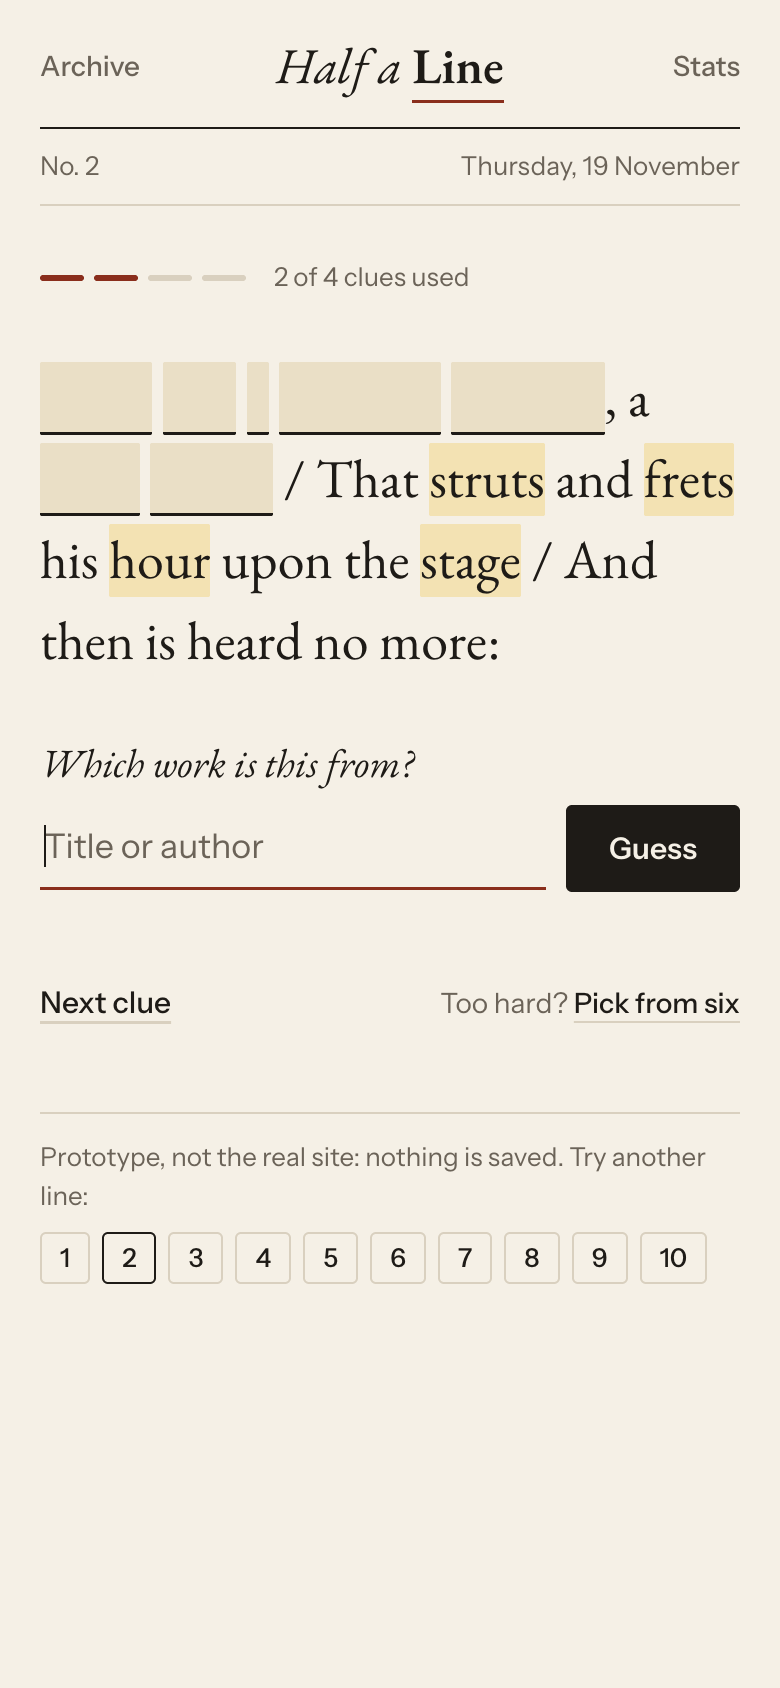 Archive
Half a Line
Stats
No. 2
Thursday, 19 November
2 of 4 clues used
, a
/ That struts and frets
his hour upon the stage / And
then is heard no more:
Which work is this from?
Title or author
Guess
Next clue
Too hard? Pick from six
Prototype, not the real site: nothing is saved. Try another
line:
1 2 3 4 5 6 7 8 9 10